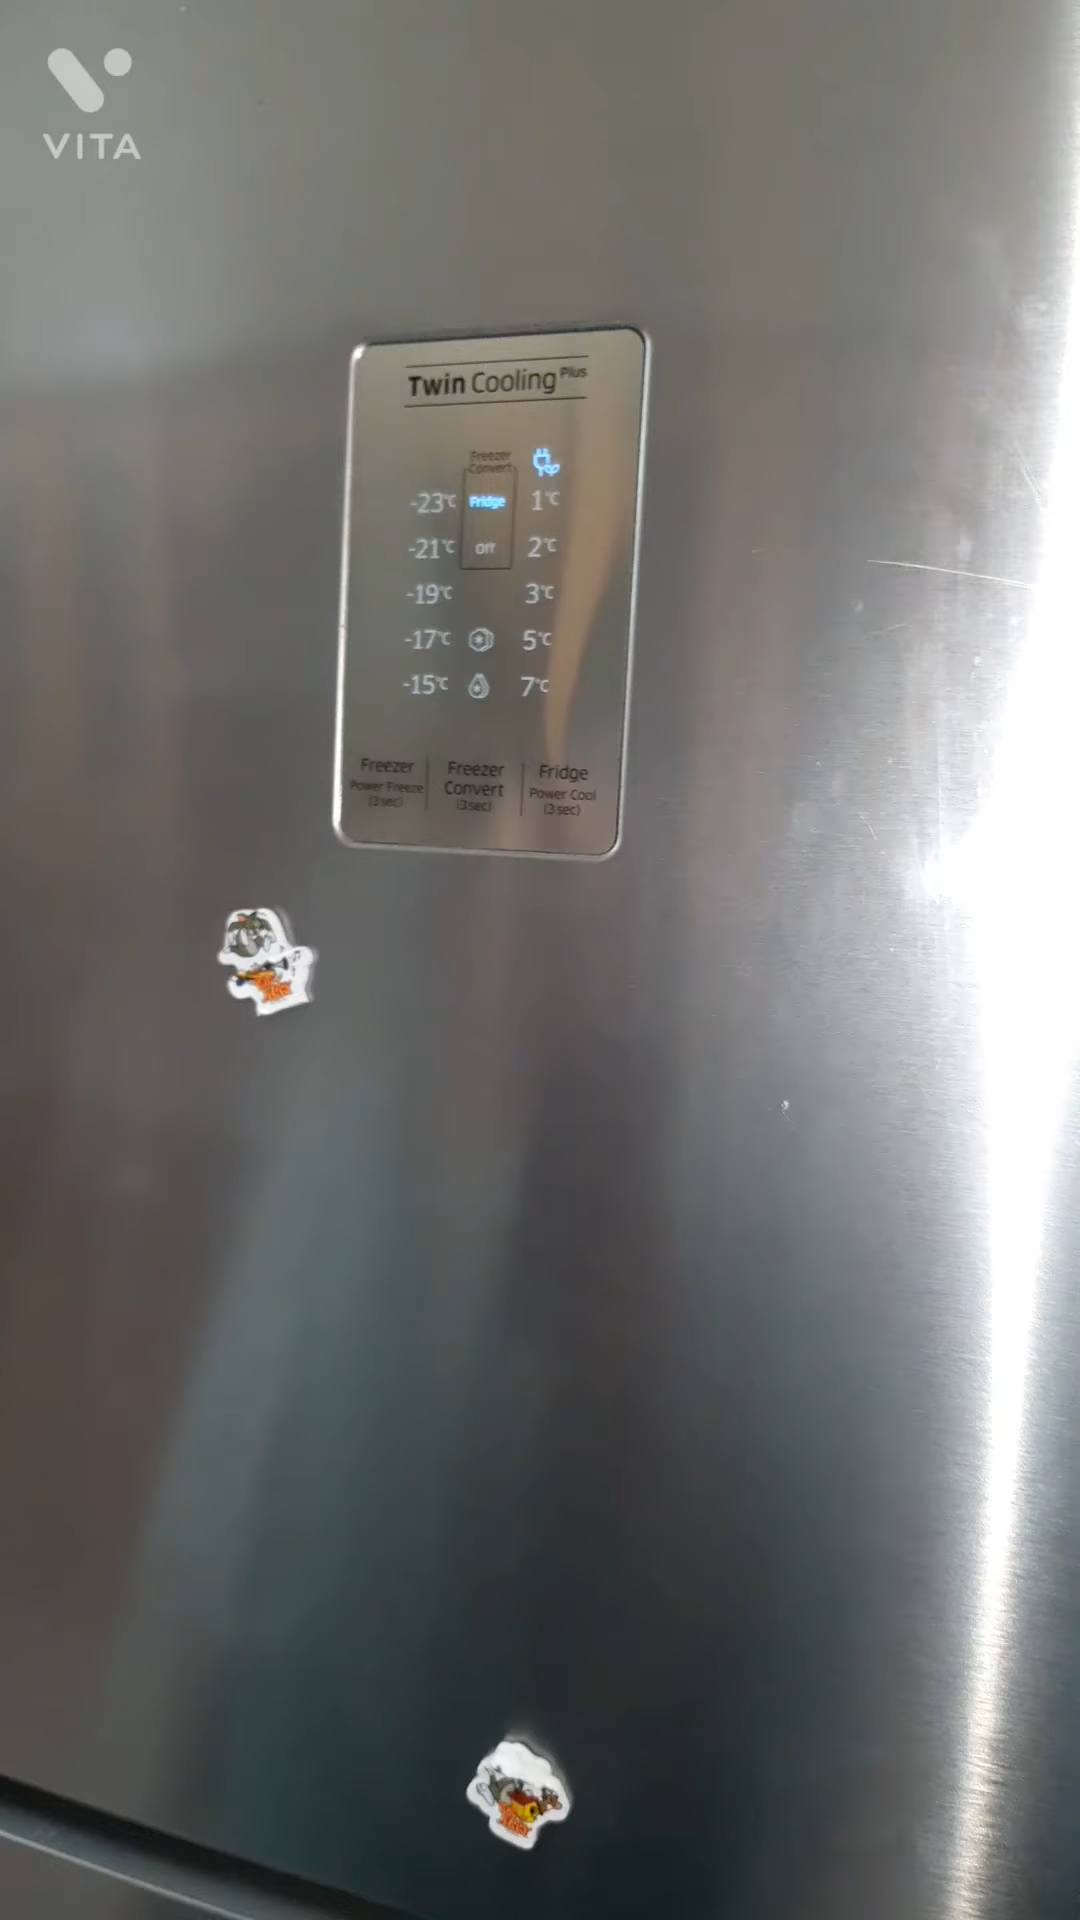 VITA
Twin Cooling Plus
Freezer
Convert
-23℃ Fridge 1℃
-21℃ Off 2℃
-19℃ 3℃
-17℃ 5℃
-15℃ 7℃
Freezer
Power Freeze
(3 sec)
Freezer
Convert
(3 sec)
Fridge
Power Cool
(3 sec)